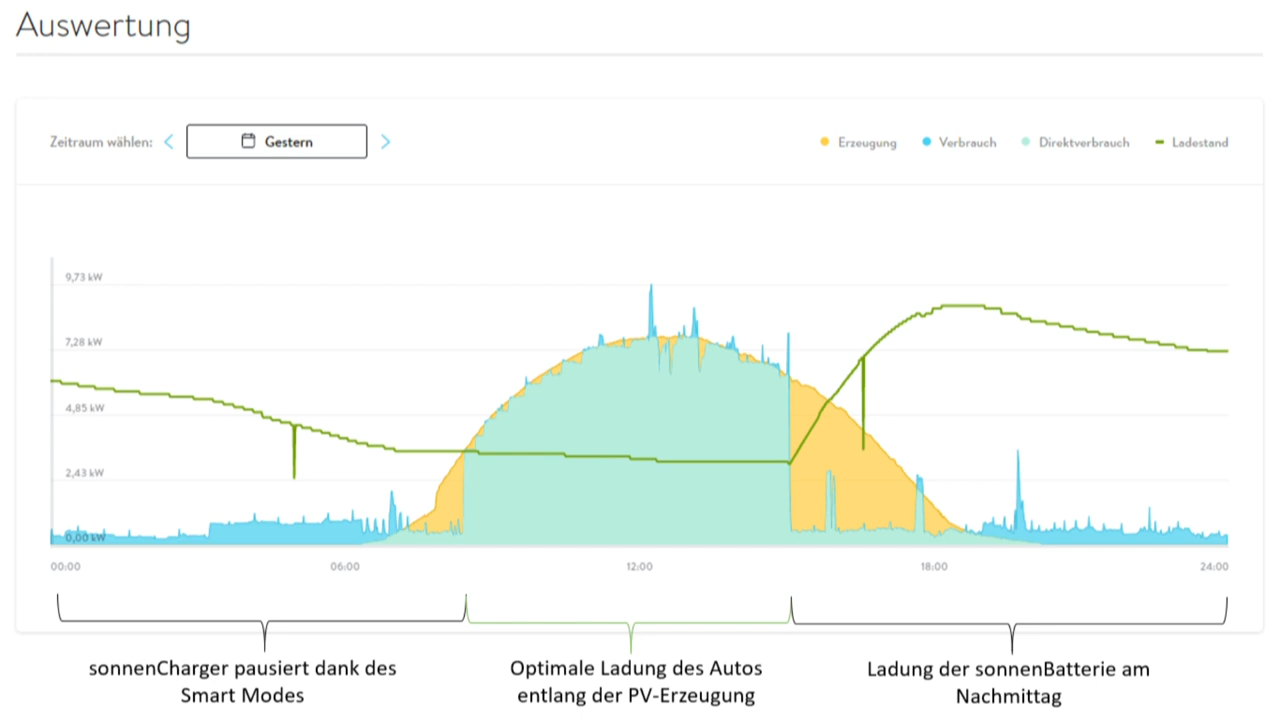 Auswertung
Zeitraum wählen: Gestern
Erzeugung Verbrauch Direktverbrauch Ladestand
9,73 kW
7,28 kW
4,85 kW
2,43 kW
0,00 kW
00:00 06:00 12:00 18:00 24:00
sonnenCharger pausiert dank des
Smart Modes
Optimale Ladung des Autos
entlang der PV-Erzeugung
Ladung der sonnenBatterie am
Nachmittag